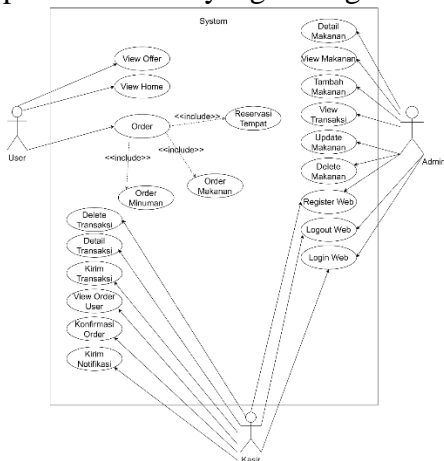 System
View Offer
View Home
Order
<<include>>
Reservasi
Tempat
<<include>>
<<include>>
Order
Minuman
Order
Makanan
User
Detail
Makanan
View Makanan
Tambah
Makanan
View
Transaksi
Update
Makanan
Delete
Makanan
Register Web
Logout Web
Login Web
Admin
Delete
Transaksi
Detail
Transaksi
Kirim
Transaksi
View Order
User
Konfirmasi
Order
Kirim
Notifikasi
Kasir